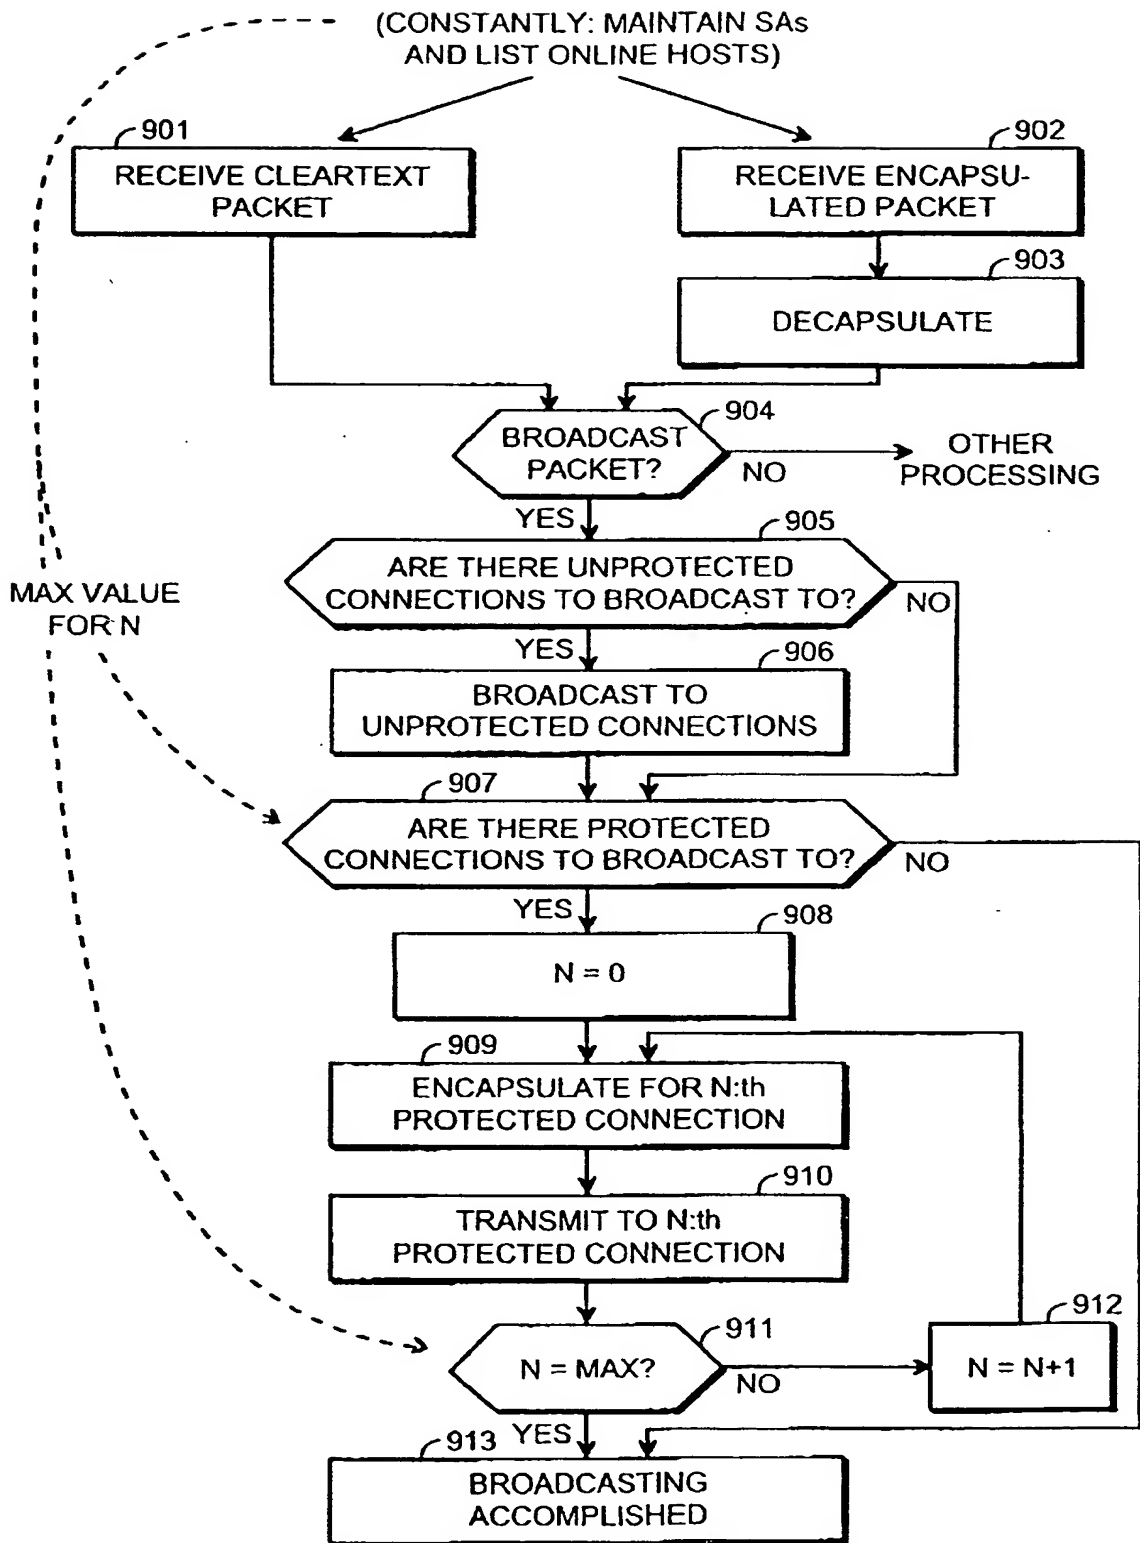 (CONSTANTLY: MAINTAIN SAs
AND LIST ONLINE HOSTS)
901
RECEIVE CLEARTEXT
PACKET
902
RECEIVE ENCAPSU-
LATED PACKET
903
DECAPSULATE
904
BROADCAST
PACKET?
NO
OTHER
PROCESSING
YES
905
ARE THERE UNPROTECTED
CONNECTIONS TO BROADCAST TO?
NO
MAX VALUE
FOR N
YES
906
BROADCAST TO
UNPROTECTED CONNECTIONS
907
ARE THERE PROTECTED
CONNECTIONS TO BROADCAST TO?
NO
YES
908
N = 0
909
ENCAPSULATE FOR N:th
PROTECTED CONNECTION
910
TRANSMIT TO N:th
PROTECTED CONNECTION
911
N = MAX?
NO
912
N = N+1
YES
913
BROADCASTING
ACCOMPLISHED